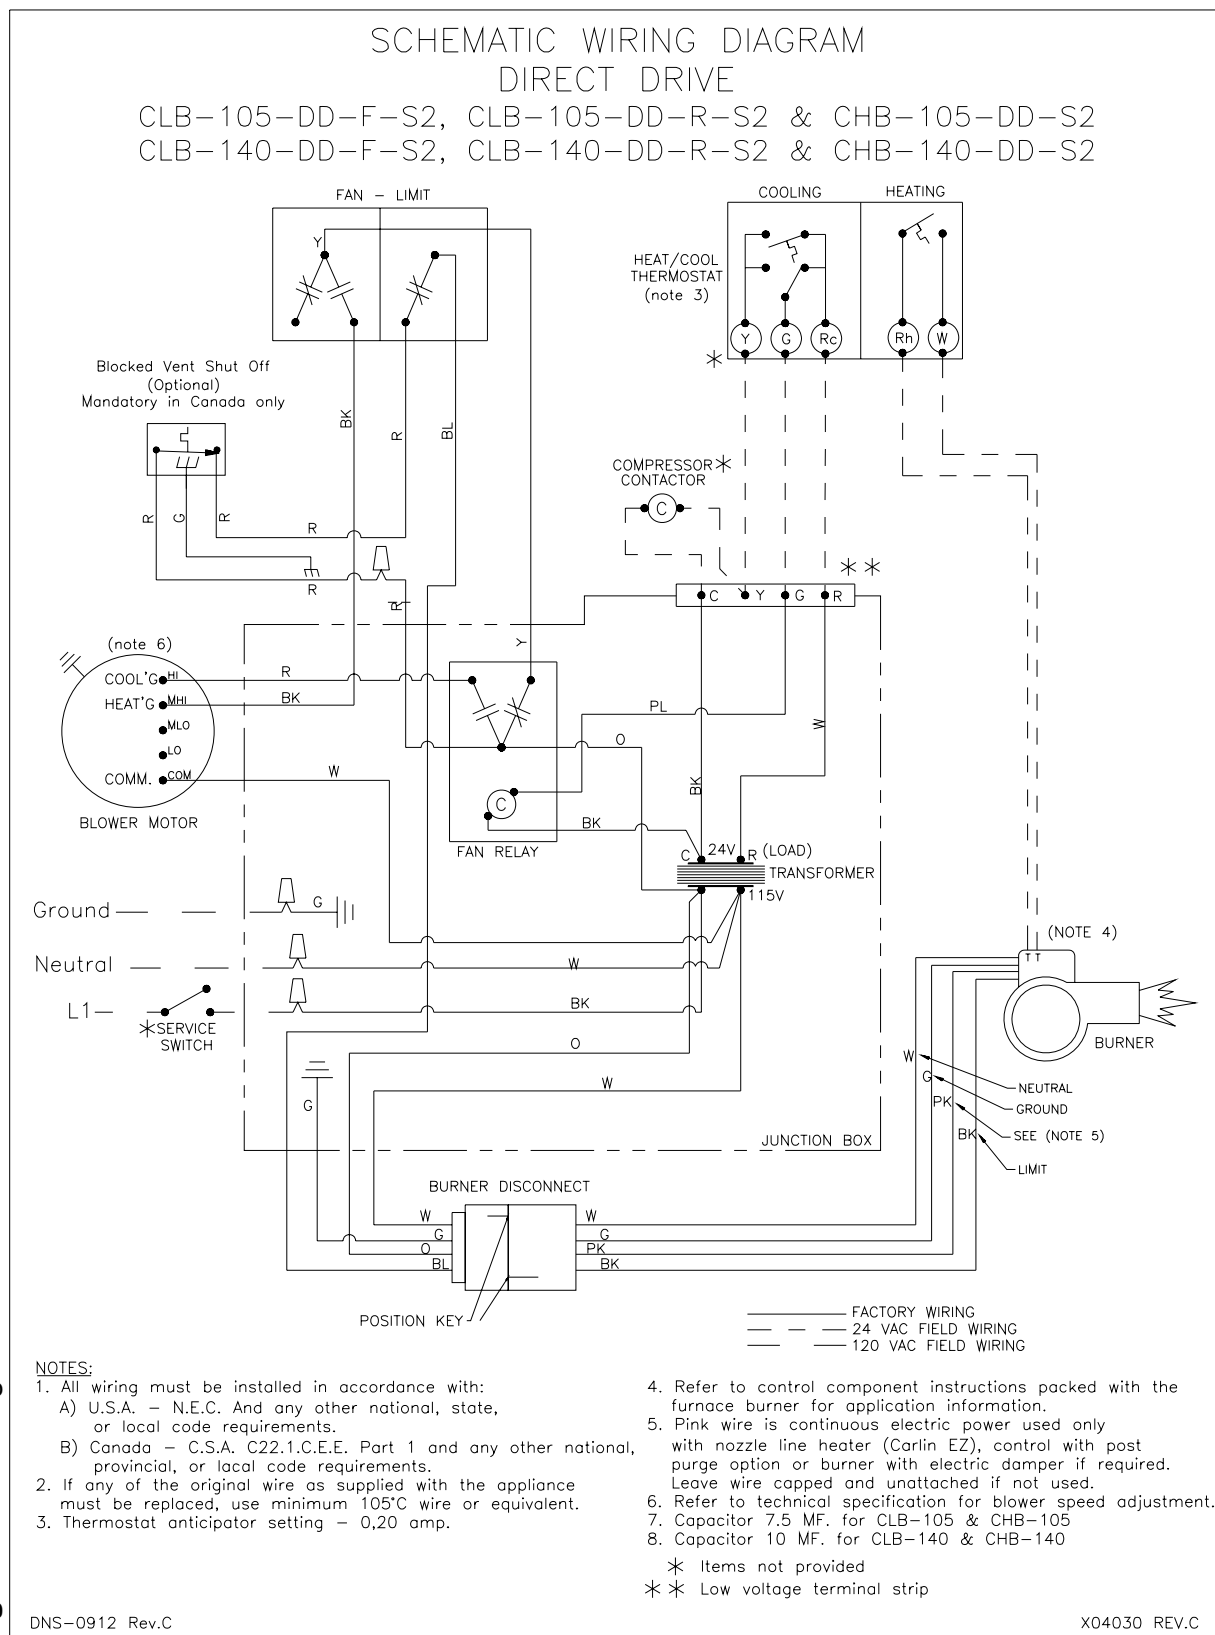 SCHEMATIC WIRING DIAGRAM
DIRECT DRIVE
CLB-105-DD-F-S2, CLB-105-DD-R-S2 & CHB-105-DD-S2
CLB-140-DD-F-S2, CLB-140-DD-R-S2 & CHB-140-DD-S2
FAN - LIMIT
COOLING
HEATING
Y
HEAT/COOL
THERMOSTAT
(note 3)
Y
G
Rc
Rh
W
*
Blocked Vent Shut Off
(Optional)
Mandatory in Canada only
BK
R
BL
COMPRESSOR*
CONTACTOR
C
R
G
R
R
R
R
* *
C
Y
G
R
Y
(note 6)
COOL'G HI
HEAT'G MHI
MLO
LO
COMM. COM
BLOWER MOTOR
R
BK
W
O
PL
W
BK
C
BK
FAN RELAY
C 24V R (LOAD)
TRANSFORMER
115V
Ground
G
Neutral
W
L1
BK
*SERVICE
SWITCH
O
W
G
(NOTE 4)
T T
BURNER
W
NEUTRAL
G
GROUND
PK
SEE (NOTE 5)
BK
LIMIT
JUNCTION BOX
BURNER DISCONNECT
W
W
G
G
O
PK
BL
BK
POSITION KEY
FACTORY WIRING
24 VAC FIELD WIRING
120 VAC FIELD WIRING
NOTES:
1. All wiring must be installed in accordance with:
A) U.S.A. - N.E.C. And any other national, state,
or local code requirements.
B) Canada - C.S.A. C22.1.C.E.E. Part 1 and any other national,
provincial, or lacal code requirements.
2. If any of the original wire as supplied with the appliance
must be replaced, use minimum 105°C wire or equivalent.
3. Thermostat anticipator setting - 0,20 amp.
4. Refer to control component instructions packed with the
furnace burner for application information.
5. Pink wire is continuous electric power used only
with nozzle line heater (Carlin EZ), control with post
purge option or burner with electric damper if required.
Leave wire capped and unattached if not used.
6. Refer to technical specification for blower speed adjustment.
7. Capacitor 7.5 MF. for CLB-105 & CHB-105
8. Capacitor 10 MF. for CLB-140 & CHB-140
* Items not provided
* * Low voltage terminal strip
DNS-0912 Rev.C
X04030 REV.C